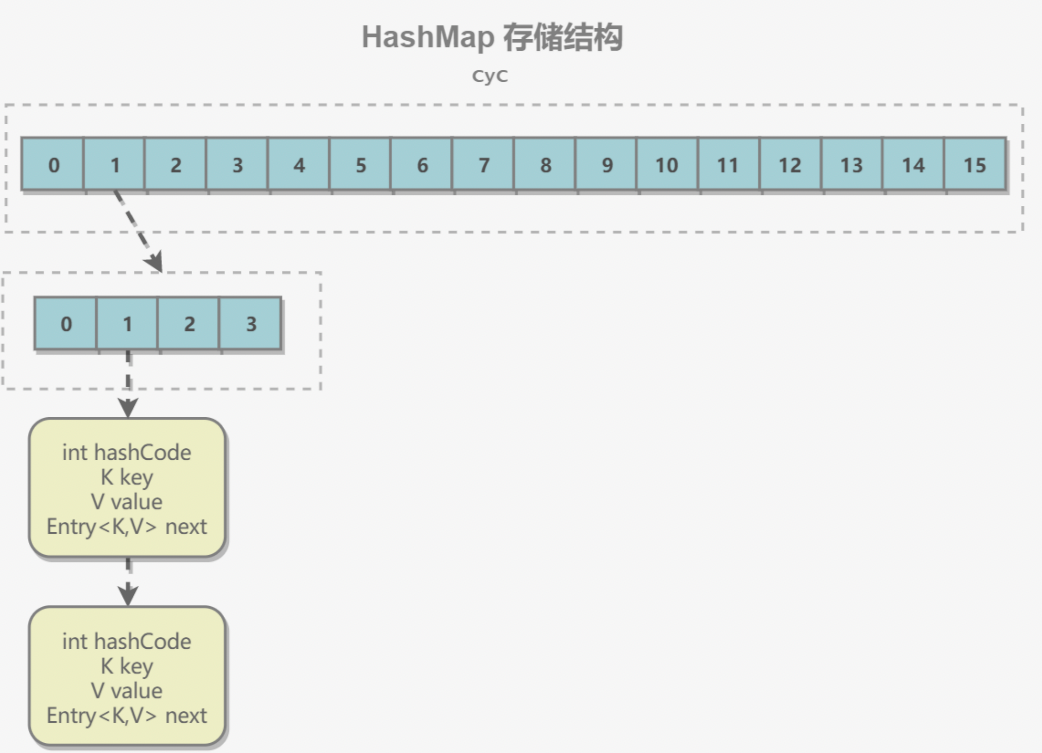 HashMap 存储结构
CyC
0 1 2 3 4 5 6 7 8 9 10 11 12 13 14 15
0 1 2 3
int hashCode
K key
V value
Entry<K,V> next
int hashCode
K key
V value
Entry<K,V> next